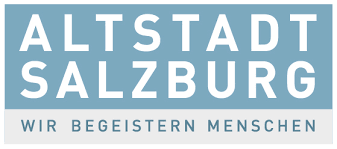 ALTSTADT
SALZBURG
WIR BEGEISTERN MENSCHEN